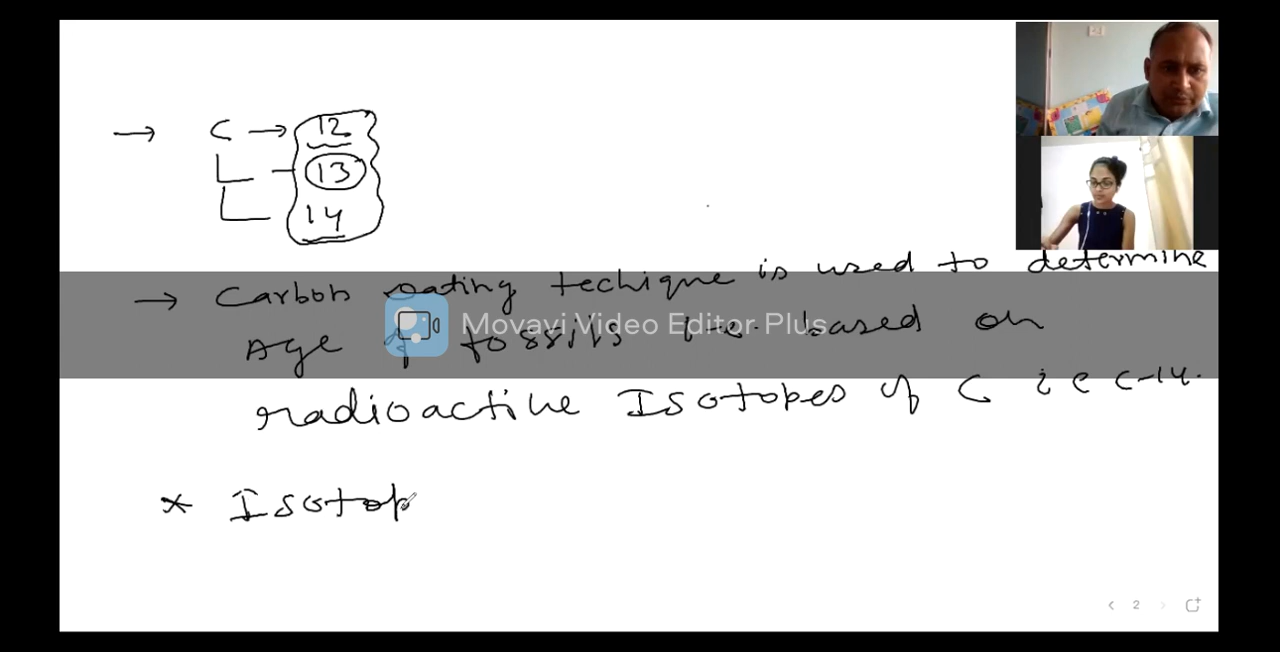 → C → 12
13
14
→ Carbon dating techique is used to determine
Age of fossils i.e. based on
radioactive Isotopes of C i e C-14.
* Isotop
Movavi Video Editor Plus
2